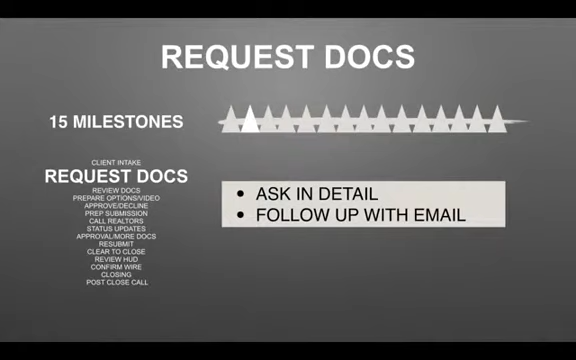 REQUEST DOCS
15 MILESTONES
CLIENT INTAKE
REQUEST DOCS
REVIEW DOCS
PREPARE OPTIONS/VIDEO
APPROVE/DECLINE
PREP SUBMISSION
CALL REALTORS
STATUS UPDATES
APPROVAL/MORE DOCS
RESUBMIT
CLEAR TO CLOSE
REVIEW HUD
CONFIRM WIRE
CLOSING
POST CLOSE CALL
• ASK IN DETAIL
• FOLLOW UP WITH EMAIL